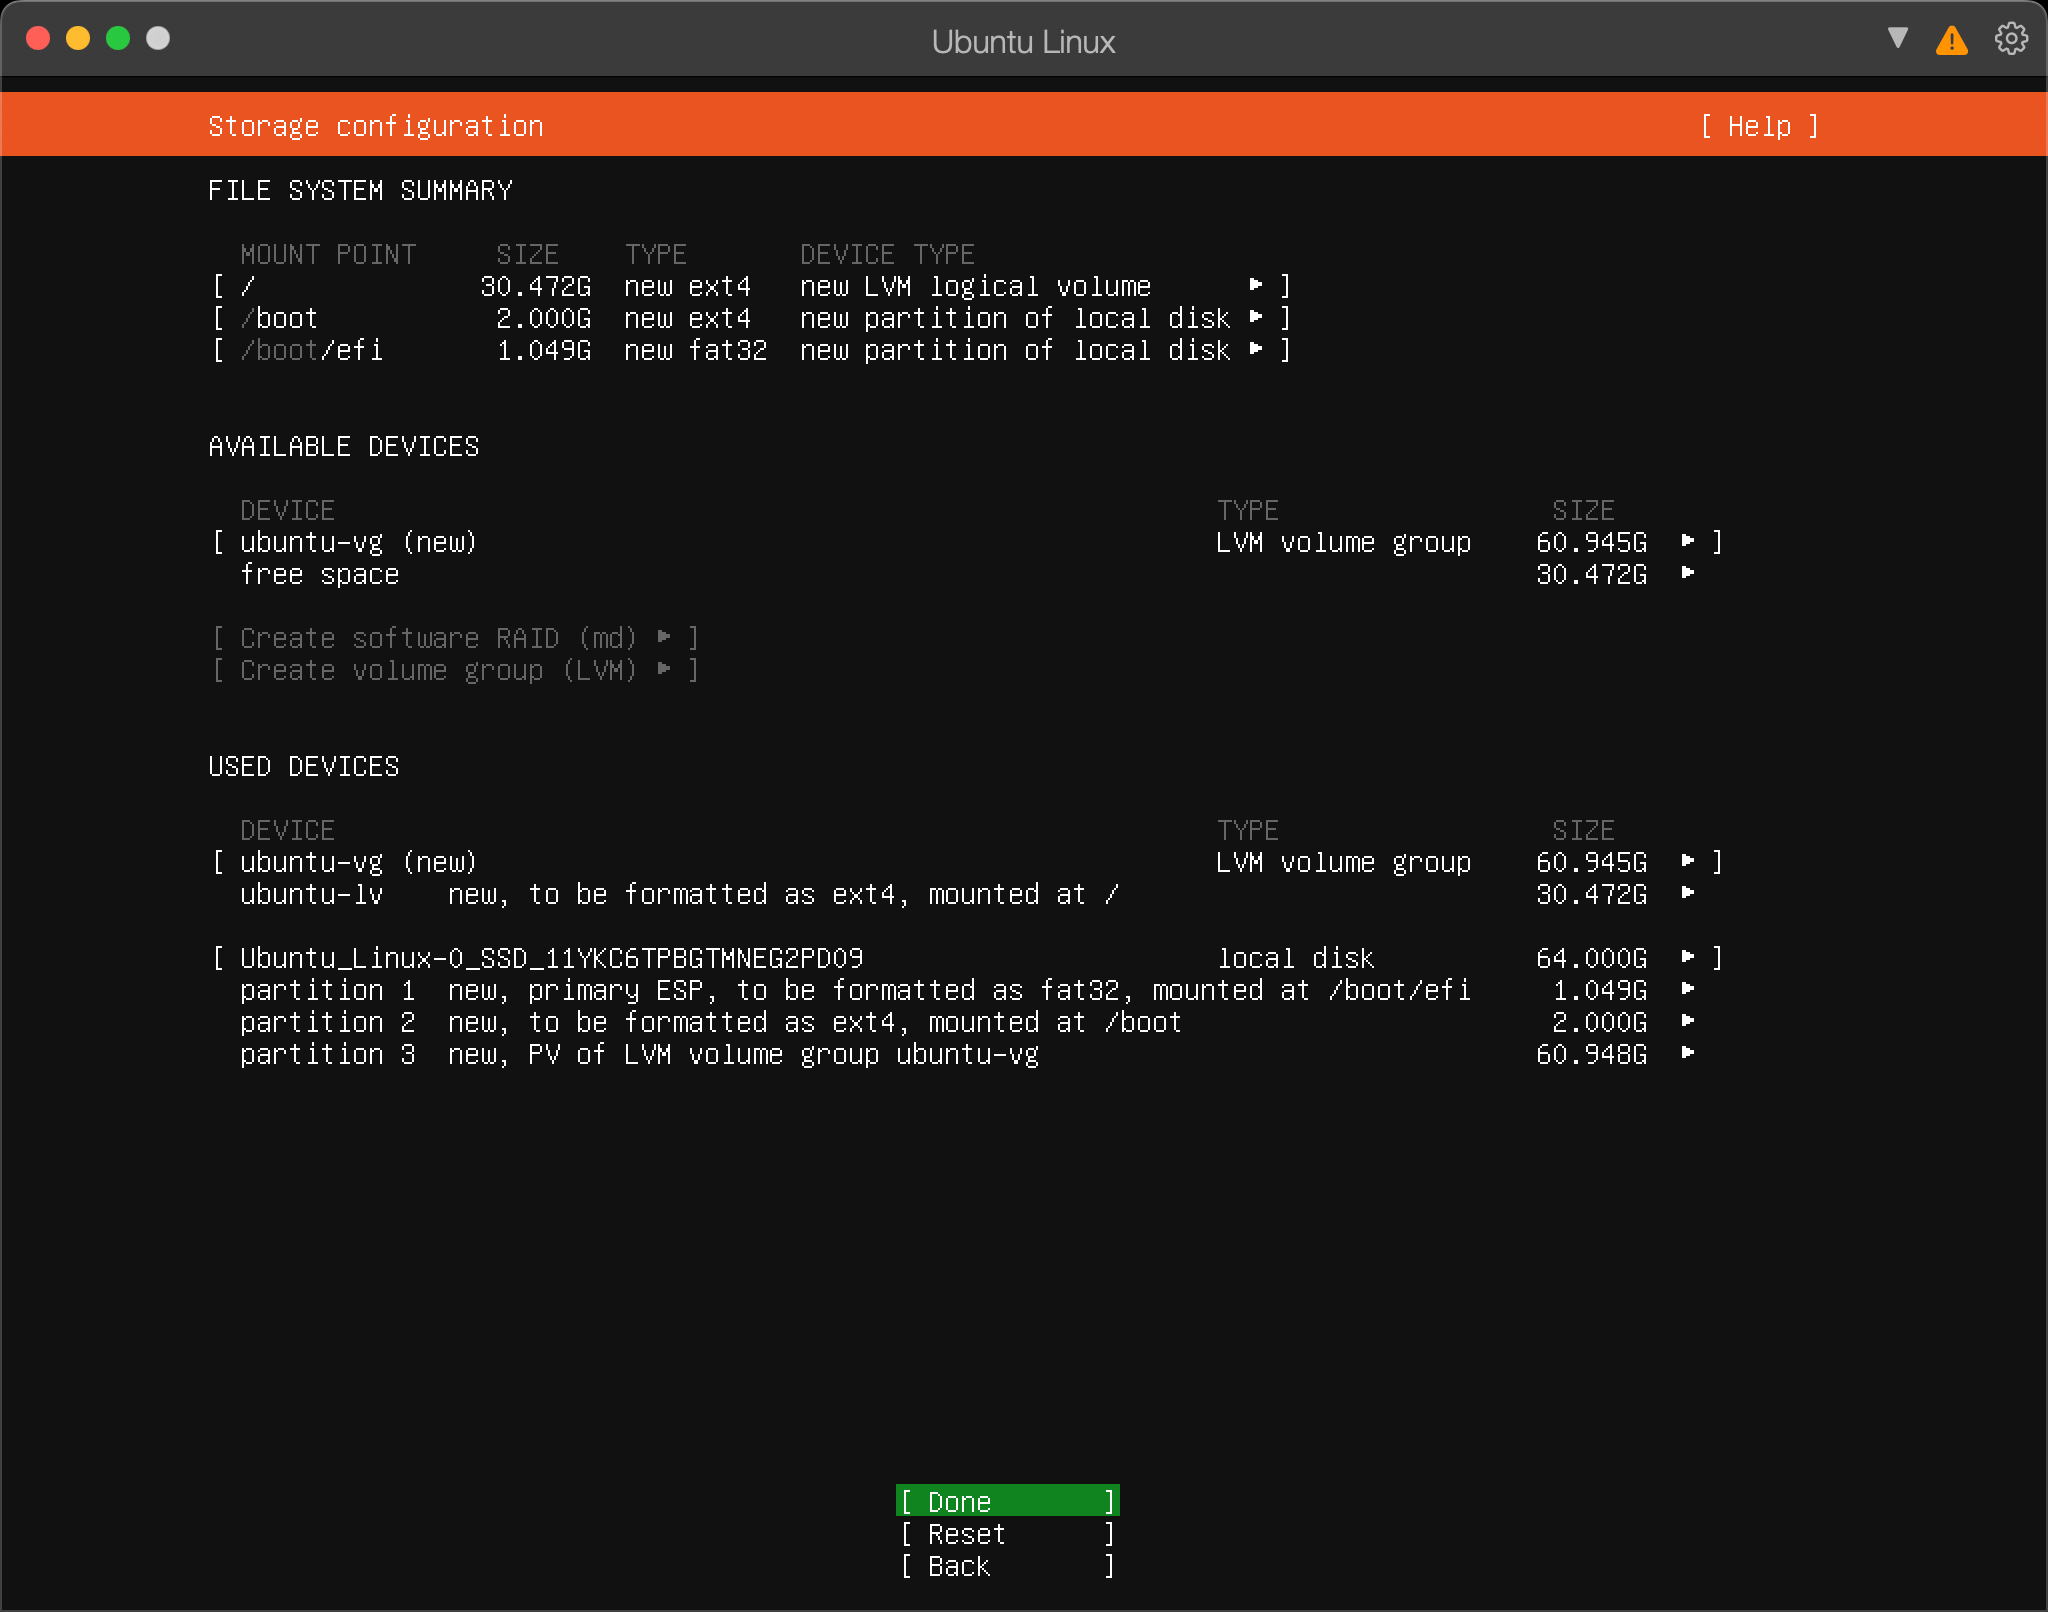 Ubuntu Linux
Storage configuration [ Help ]
FILE SYSTEM SUMMARY
MOUNT POINT SIZE TYPE DEVICE TYPE
[ / 30.472G new ext4 new LVM logical volume ▸ ]
[ /boot 2.000G new ext4 new partition of local disk ▸ ]
[ /boot/efi 1.049G new fat32 new partition of local disk ▸ ]
AVAILABLE DEVICES
DEVICE TYPE SIZE
[ ubuntu-vg (new) LVM volume group 60.945G ▸ ]
free space 30.472G ▸
[ Create software RAID (md) ▸ ]
[ Create volume group (LVM) ▸ ]
USED DEVICES
DEVICE TYPE SIZE
[ ubuntu-vg (new) LVM volume group 60.945G ▸ ]
ubuntu-lv new, to be formatted as ext4, mounted at / 30.472G ▸
[ Ubuntu_Linux-0_SSD_11YKC6TPBGTMNEG2PD09 local disk 64.000G ▸ ]
partition 1 new, primary ESP, to be formatted as fat32, mounted at /boot/efi 1.049G ▸
partition 2 new, to be formatted as ext4, mounted at /boot 2.000G ▸
partition 3 new, PV of LVM volume group ubuntu-vg 60.948G ▸
[ Done ]
[ Reset ]
[ Back ]